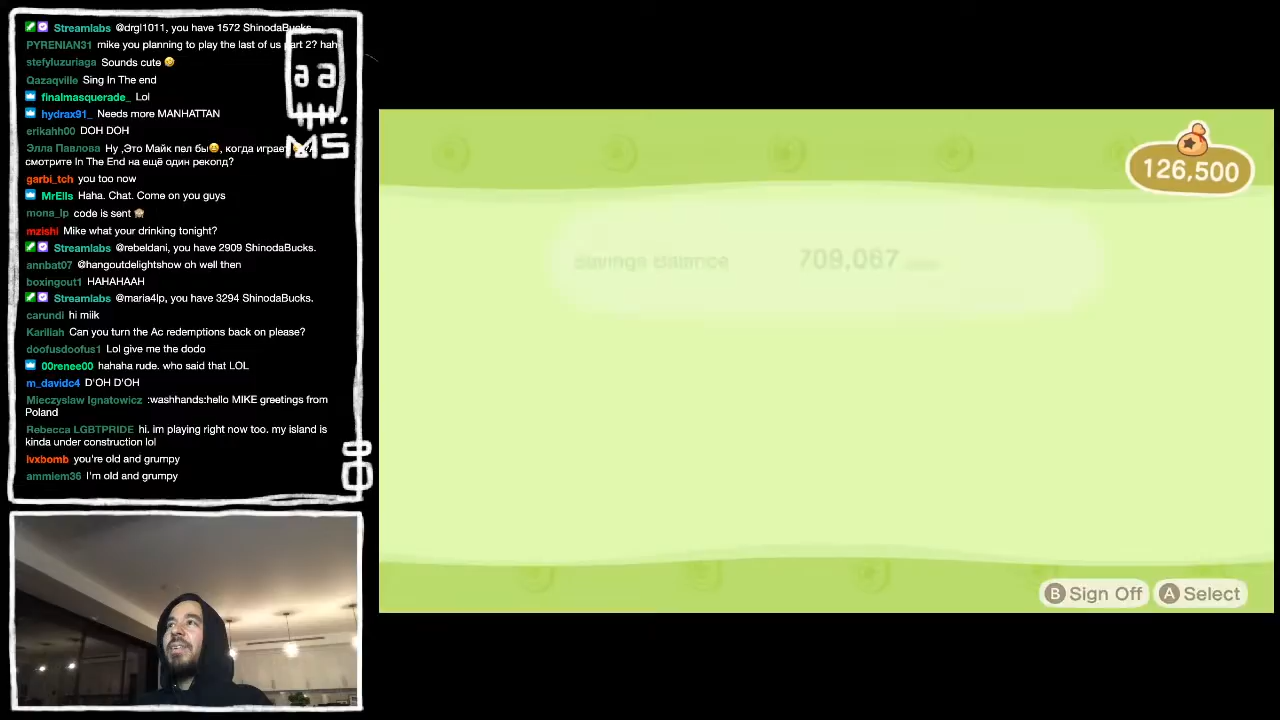 Streamlabs @drgl1011, you have 1572 ShinodaBucks.
PYRENIAN31 mike you planning to play the last of us part 2? hah
stefyluzuriaga Sounds cute 🤣
Qazaqville Sing In The end
finalmasquerade_ Lol
hydrax91_ Needs more MANHATTAN
erikahh00 DOH DOH
Элла Павлова Ну ,Это Майк пел бы😅, когда играет
смотрите In The End на ещё один рекорд?
garbi_tch you too now
MrElls Haha. Chat. Come on you guys
mona_lp code is sent 🙈
mzishi Mike what your drinking tonight?
Streamlabs @rebeldani, you have 2909 ShinodaBucks.
annbat07 @hangoutdelightshow oh well then
boxingout1 HAHAHAAH
Streamlabs @maria4lp, you have 3294 ShinodaBucks.
carundi hi miik
Kariliah Can you turn the Ac redemptions back on please?
doofusdoofus1 Lol give me the dodo
00renee00 hahaha rude. who said that LOL
m_davidc4 D'OH D'OH
Mieczyslaw Ignatowicz :washhands:hello MIKE greetings from
Poland
Rebecca LGBTPRIDE hi. im playing right now too. my island is
kinda under construction lol
lvxbomb you're old and grumpy
ammiem36 I'm old and grumpy
MS
126,500
Savings Balance 709,067
B Sign Off A Select